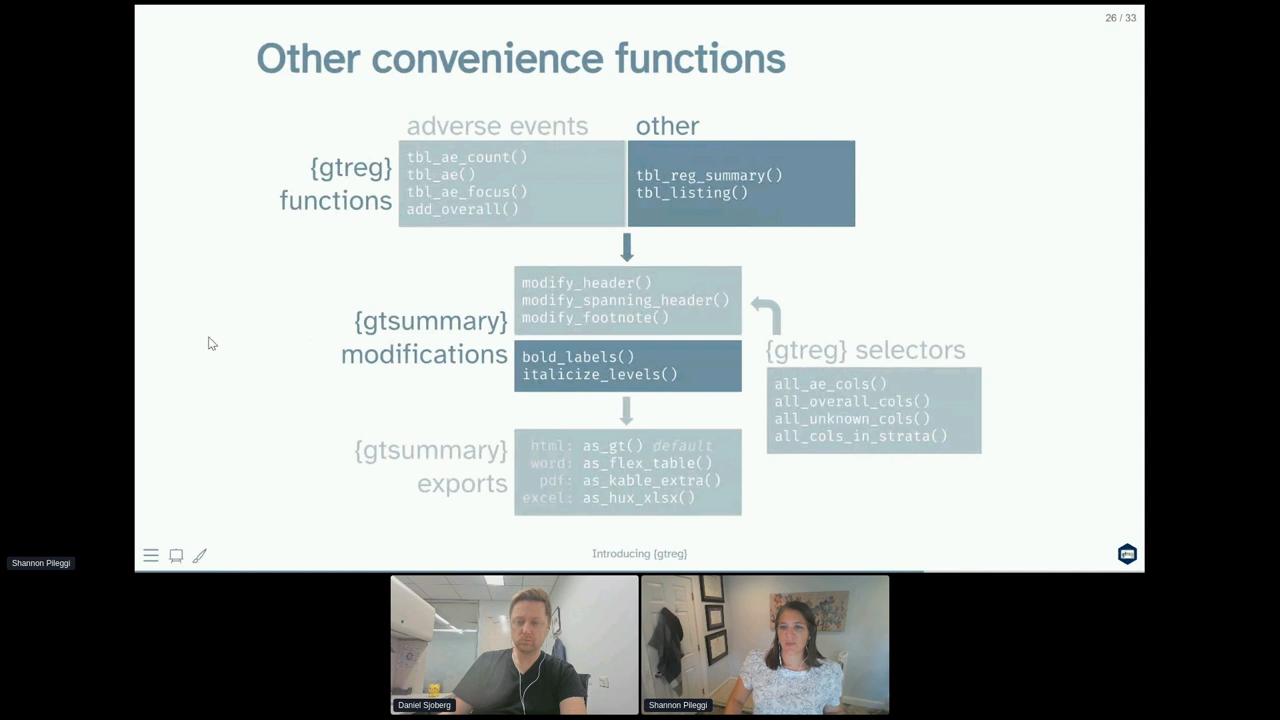 26 / 33
Other convenience functions
adverse events
other
{gtreg}
functions
tbl_ae_count()
tbl_ae()
tbl_ae_focus()
add_overall()
tbl_reg_summary()
tbl_listing()
{gtsummary}
modifications
modify_header()
modify_spanning_header()
modify_footnote()
bold_labels()
italicize_levels()
{gtreg} selectors
all_ae_cols()
all_overall_cols()
all_unknown_cols()
all_cols_in_strata()
{gtsummary}
exports
html: as_gt() default
word: as_flex_table()
pdf: as_kable_extra()
excel: as_hux_xlsx()
Introducing {gtreg}
Shannon Pileggi
Daniel Sjoberg
Shannon Pileggi